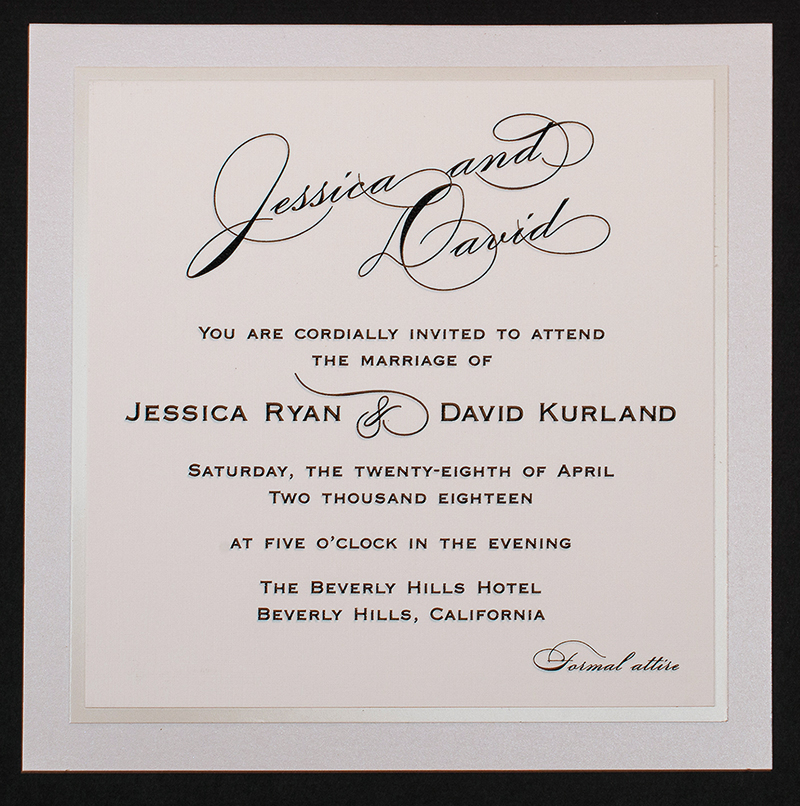 Jessica and
David
You are cordially invited to attend
the marriage of
Jessica Ryan & David Kurland
Saturday, the twenty-eighth of April
Two thousand eighteen
at five o'clock in the evening
The Beverly Hills Hotel
Beverly Hills, California
Formal attire